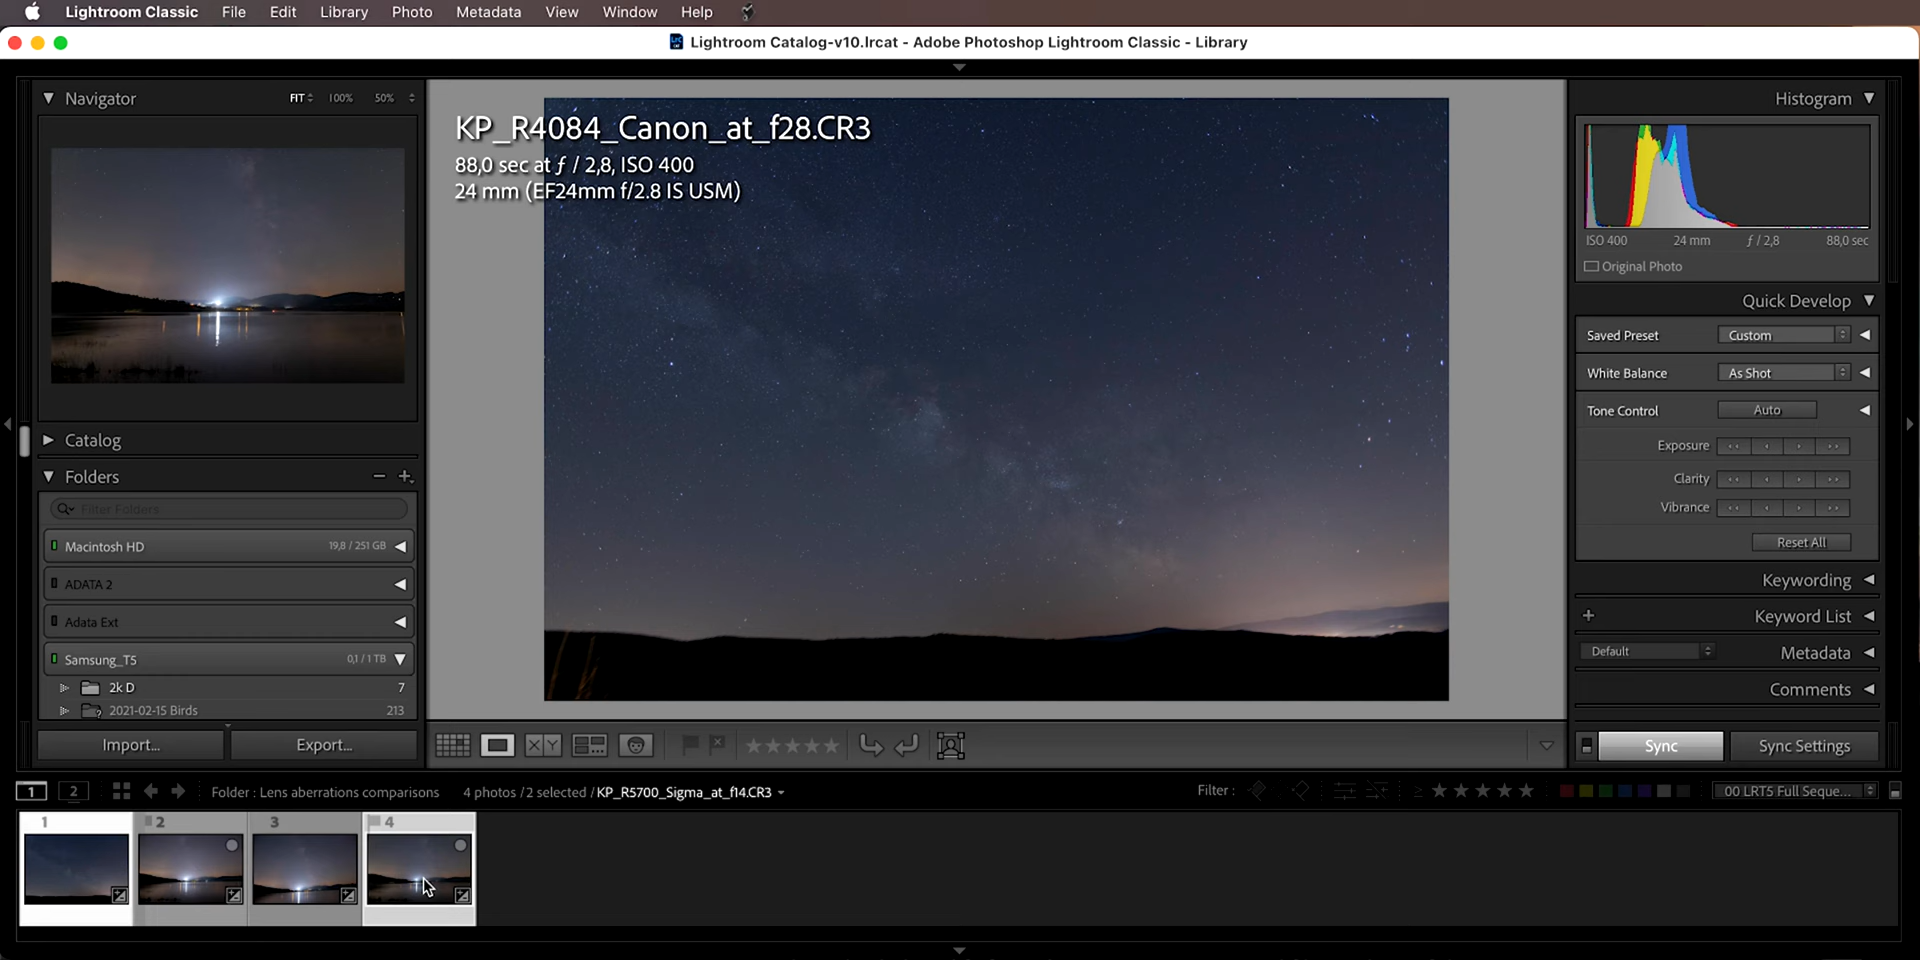 Lightroom Classic File Edit Library Photo Metadata View Window Help
Lightroom Catalog-v10.lrcat - Adobe Photoshop Lightroom Classic - Library
Navigator FIT 100% 50%
Catalog
Folders
Filter Folders
Macintosh HD 19,8 / 251 GB
ADATA 2
Adata Ext
Samsung_T5 0,1 / 1 TB
2k D 7
2021-02-15 Birds 213
Import... Export...
KP_R4084_Canon_at_f28.CR3
88,0 sec at ƒ / 2,8, ISO 400
24 mm (EF24mm f/2.8 IS USM)
Histogram
ISO 400 24 mm ƒ / 2,8 88,0 sec
Original Photo
Quick Develop
Saved Preset Custom
White Balance As Shot
Tone Control Auto
Exposure
Clarity
Vibrance
Reset All
Keywording
Keyword List
Default Metadata
Comments
Sync Sync Settings
X Y
1 2 Folder : Lens aberrations comparisons 4 photos / 2 selected / KP_R5700_Sigma_at_f14.CR3 Filter : 00 LRT5 Full Seque...
1 2 3 4